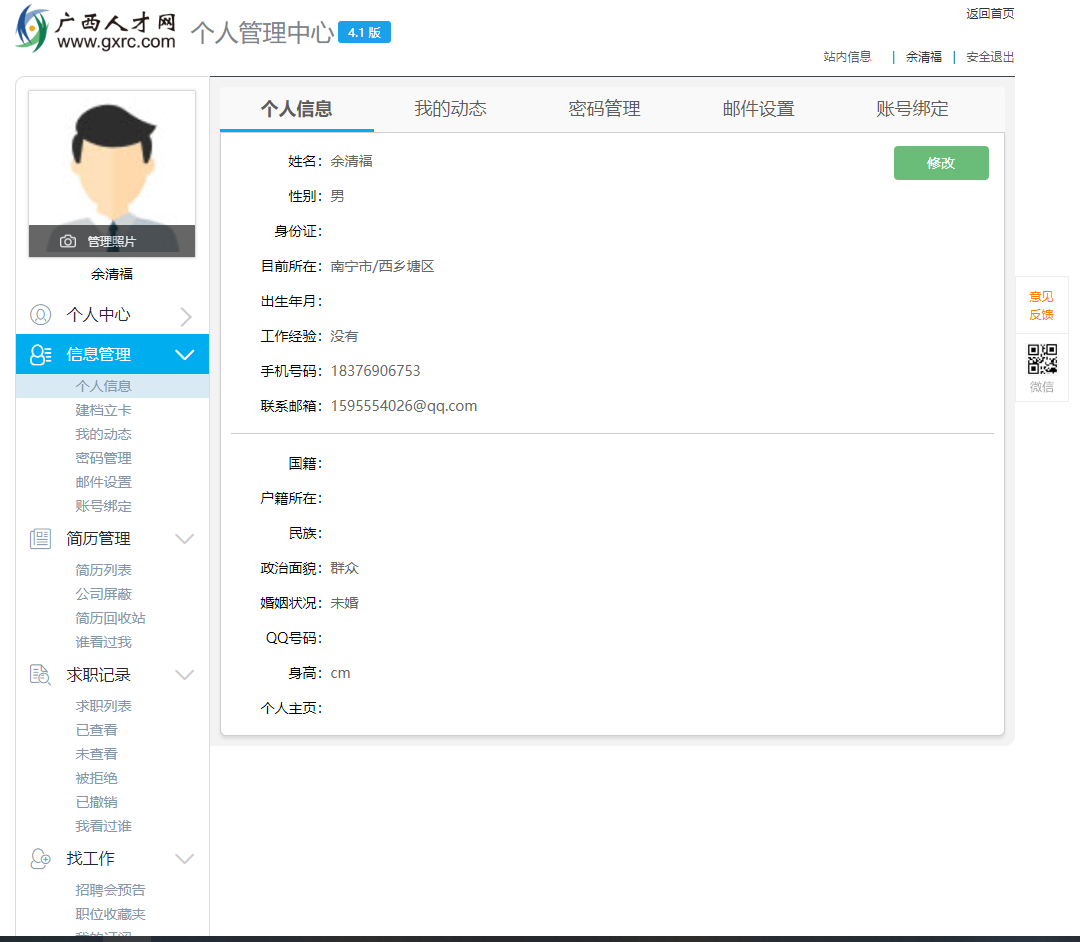 广西人才网
www.gxrc.com
个人管理中心 4.1 版
返回首页
站内信息 | 余清福 | 安全退出
管理照片
余清福
个人中心
信息管理
个人信息
建档立卡
我的动态
密码管理
邮件设置
账号绑定
简历管理
简历列表
公司屏蔽
简历回收站
谁看过我
求职记录
求职列表
已查看
未查看
被拒绝
已撤销
我看过谁
找工作
招聘会预告
职位收藏夹
我的订阅
个人信息 我的动态 密码管理 邮件设置 账号绑定
修改
姓名：余清福
性别：男
身份证：
目前所在：南宁市/西乡塘区
出生年月：
工作经验：没有
手机号码：18376906753
联系邮箱：1595554026@qq.com
国籍：
户籍所在：
民族：
政治面貌：群众
婚姻状况：未婚
QQ号码：
身高：cm
个人主页：
意见
反馈
微信